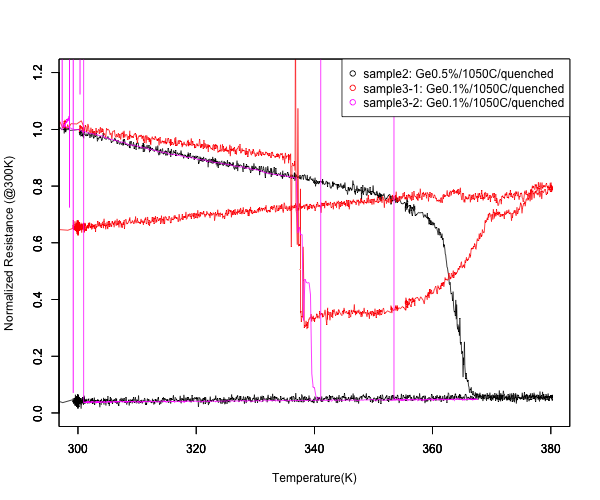 sample2: Ge0.5%/1050C/quenched
sample3-1: Ge0.1%/1050C/quenched
sample3-2: Ge0.1%/1050C/quenched
Normalized Resistance (@300K)
1.2
1.0
0.8
0.6
0.4
0.2
0.0
300 320 340 360 380
Temperature(K)